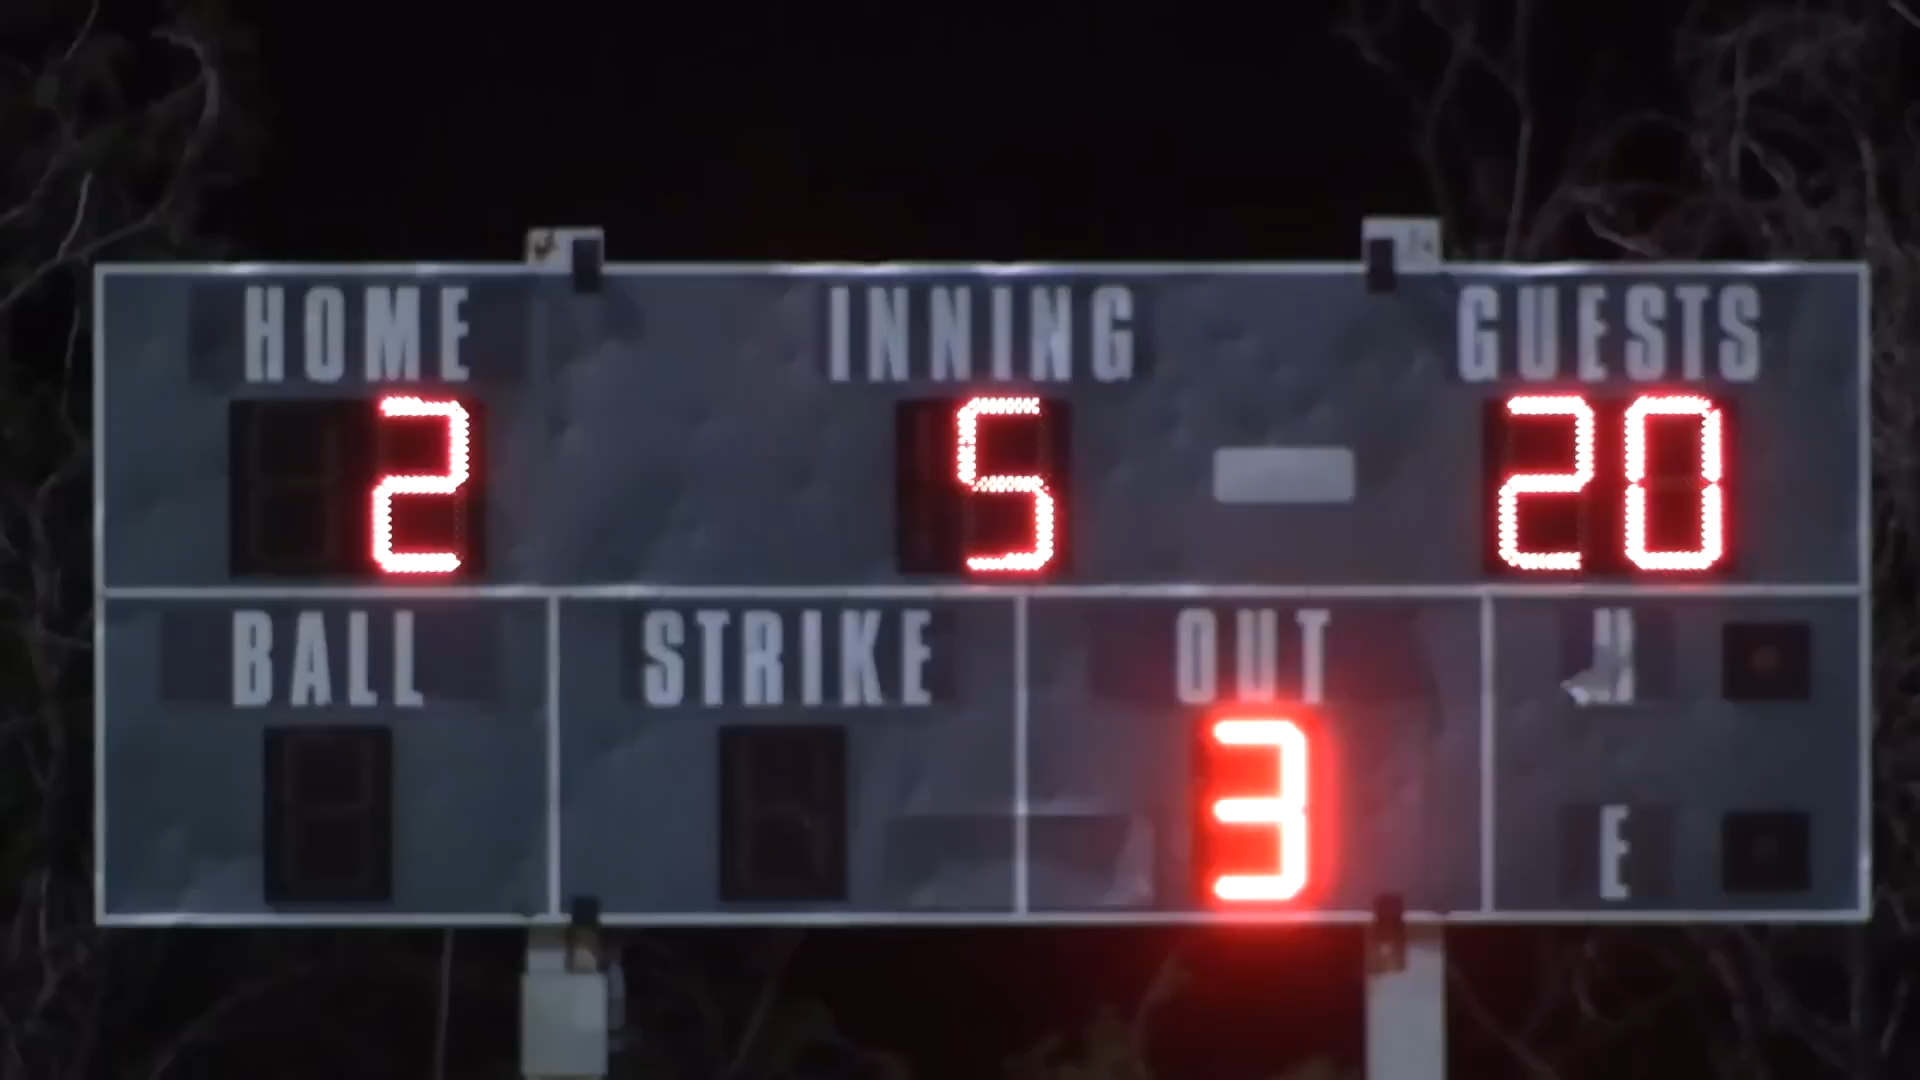 HOME INNING GUESTS
2 5 20
BALL STRIKE OUT H
3
E